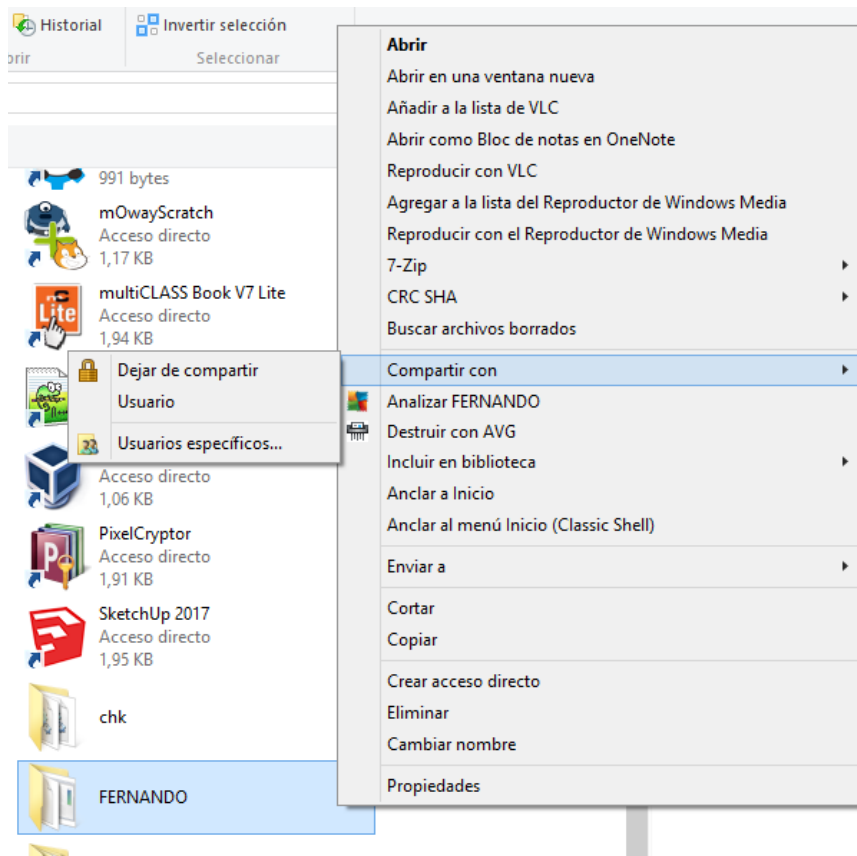 Historial
Invertir selección
orir
Seleccionar
991 bytes
mOwayScratch
Acceso directo
1,17 KB
multiCLASS Book V7 Lite
Acceso directo
1,94 KB
Lite
Dejar de compartir
Usuario
Usuarios específicos...
Acceso directo
1,06 KB
PixelCryptor
Acceso directo
1,91 KB
SketchUp 2017
Acceso directo
1,95 KB
chk
FERNANDO
Abrir
Abrir en una ventana nueva
Añadir a la lista de VLC
Abrir como Bloc de notas en OneNote
Reproducir con VLC
Agregar a la lista del Reproductor de Windows Media
Reproducir con el Reproductor de Windows Media
7-Zip
CRC SHA
Buscar archivos borrados
Compartir con
Analizar FERNANDO
Destruir con AVG
Incluir en biblioteca
Anclar a Inicio
Anclar al menú Inicio (Classic Shell)
Enviar a
Cortar
Copiar
Crear acceso directo
Eliminar
Cambiar nombre
Propiedades